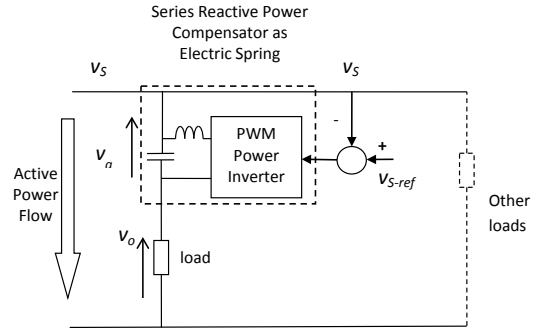 Series Reactive Power
Compensator as
Electric Spring
vS
vS
-
+
PWM
Power
Inverter
va
vS-ref
Active
Power
Flow
vo
load
Other
loads